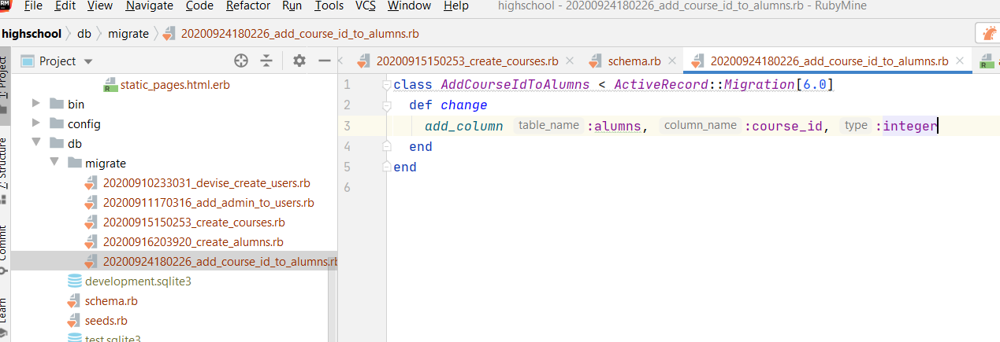 RM File Edit View Navigate Code Refactor Run Tools VCS Window Help highschool - 20200924180226_add_course_id_to_alumns.rb - RubyMine
highschool db migrate 20200924180226_add_course_id_to_alumns.rb
1: Project
Project
20200915150253_create_courses.rb schema.rb 20200924180226_add_course_id_to_alumns.rb
static_pages.html.erb
bin
config
db
migrate
20200910233031_devise_create_users.rb
20200911170316_add_admin_to_users.rb
20200915150253_create_courses.rb
20200916203920_create_alumns.rb
20200924180226_add_course_id_to_alumns.rb
development.sqlite3
schema.rb
seeds.rb
test.sqlite3
7: Structure
Commit
Learn
1 class AddCourseIdToAlumns < ActiveRecord::Migration[6.0]
2 def change
3 add_column table_name :alumns, column_name :course_id, type :integer
4 end
5 end
6